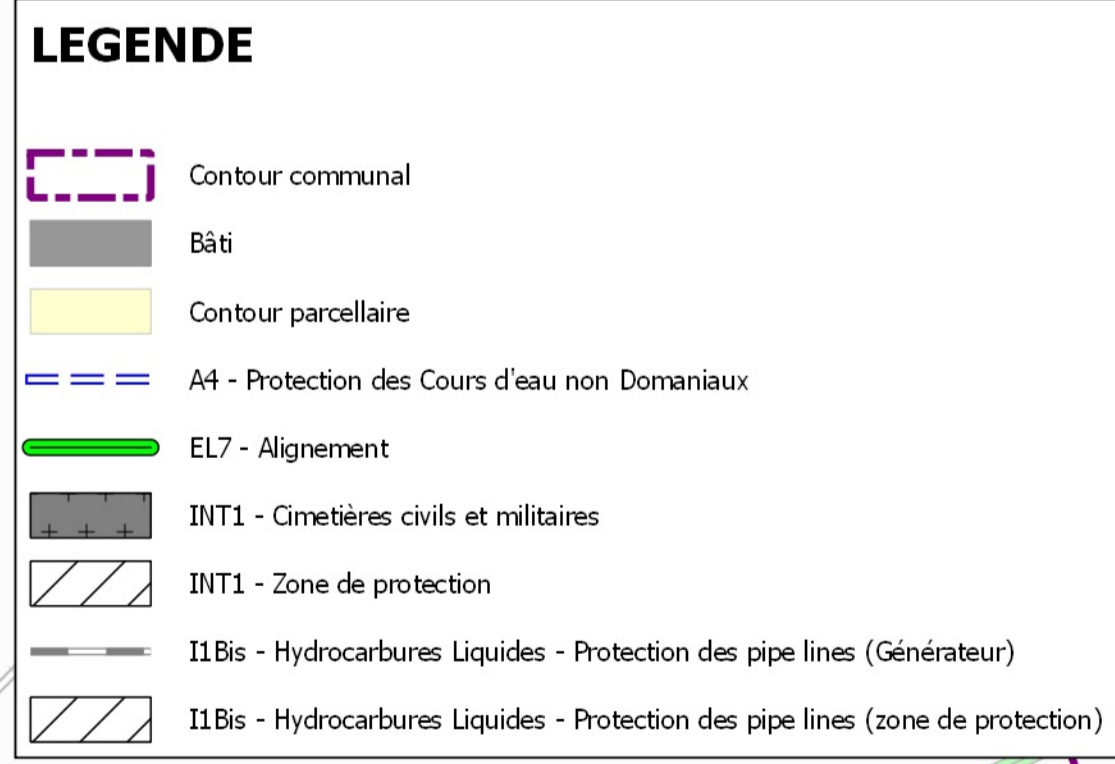 LEGENDE
Contour communal
Bâti
Contour parcellaire
A4 - Protection des Cours d'eau non Domaniaux
EL7 - Alignement
INT1 - Cimetières civils et militaires
INT1 - Zone de protection
I1Bis - Hydrocarbures Liquides - Protection des pipe lines (Générateur)
I1Bis - Hydrocarbures Liquides - Protection des pipe lines (zone de protection)